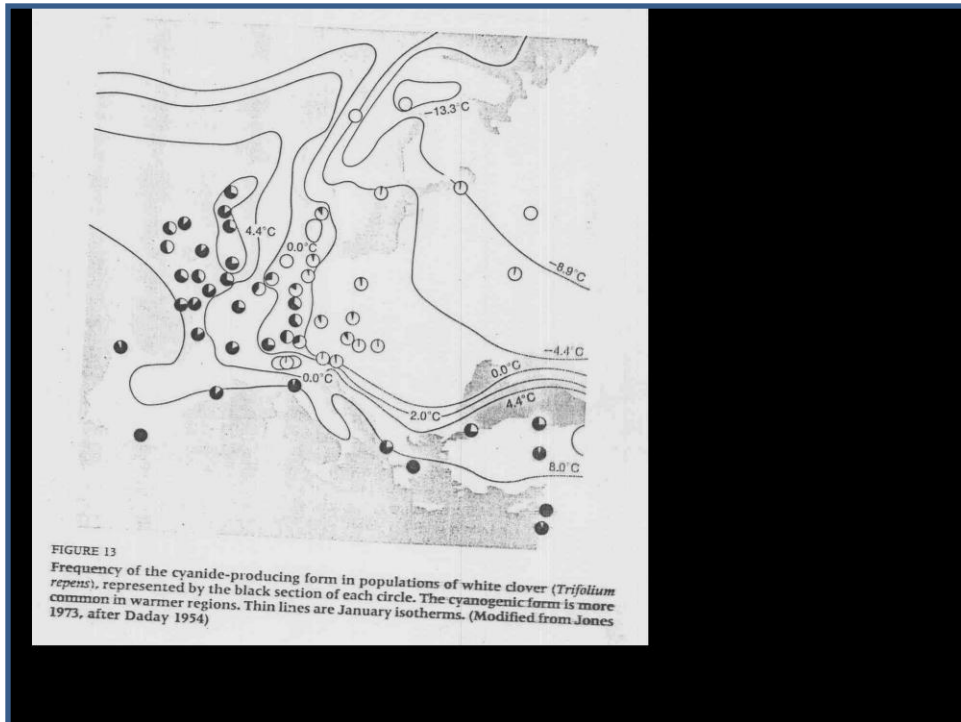 −13.3°C
4.4°C
0.0°C
−8.9°C
−4.4°C
0.0°C
0.0°C
2.0°C
4.4°C
8.0°C
FIGURE 13
Frequency of the cyanide-producing form in populations of white clover (Trifolium
repens), represented by the black section of each circle. The cyanogenic form is more
common in warmer regions. Thin lines are January isotherms. (Modified from Jones
1973, after Daday 1954)